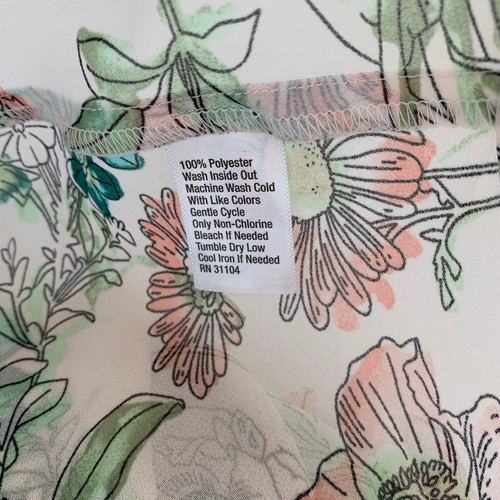 100% Polyester
Wash Inside Out
Machine Wash Cold
With Like Colors
Gentle Cycle
Only Non-Chlorine
Bleach If Needed
Tumble Dry Low
Cool Iron If Needed
RN 31104